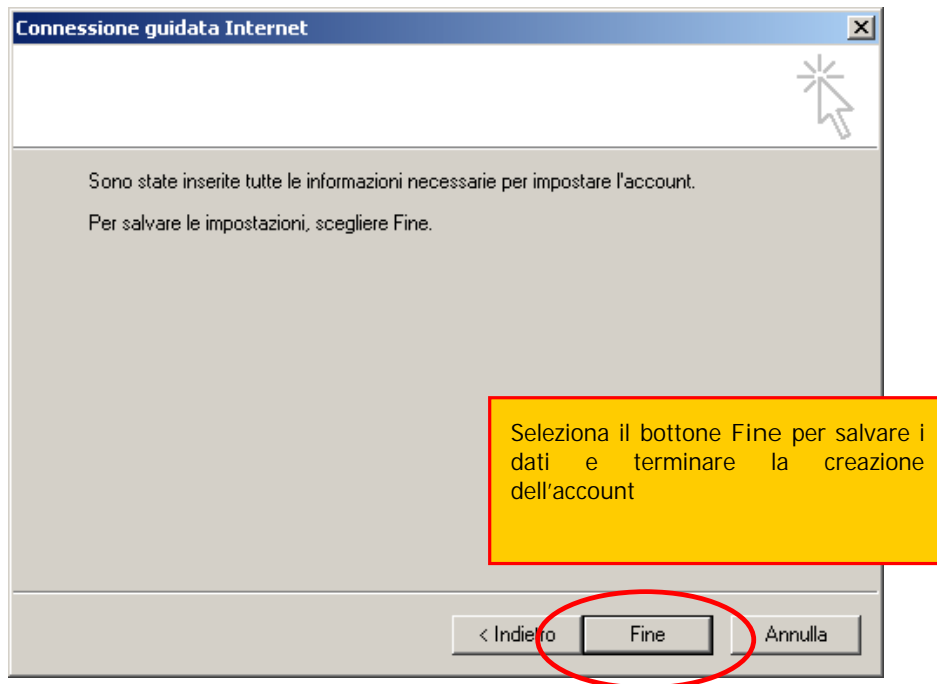 Connessione guidata Internet
Sono state inserite tutte le informazioni necessarie per impostare l'account.
Per salvare le impostazioni, scegliere Fine.
Seleziona il bottone Fine per salvare i
dati e terminare la creazione
dell'account
< Indietro Fine Annulla